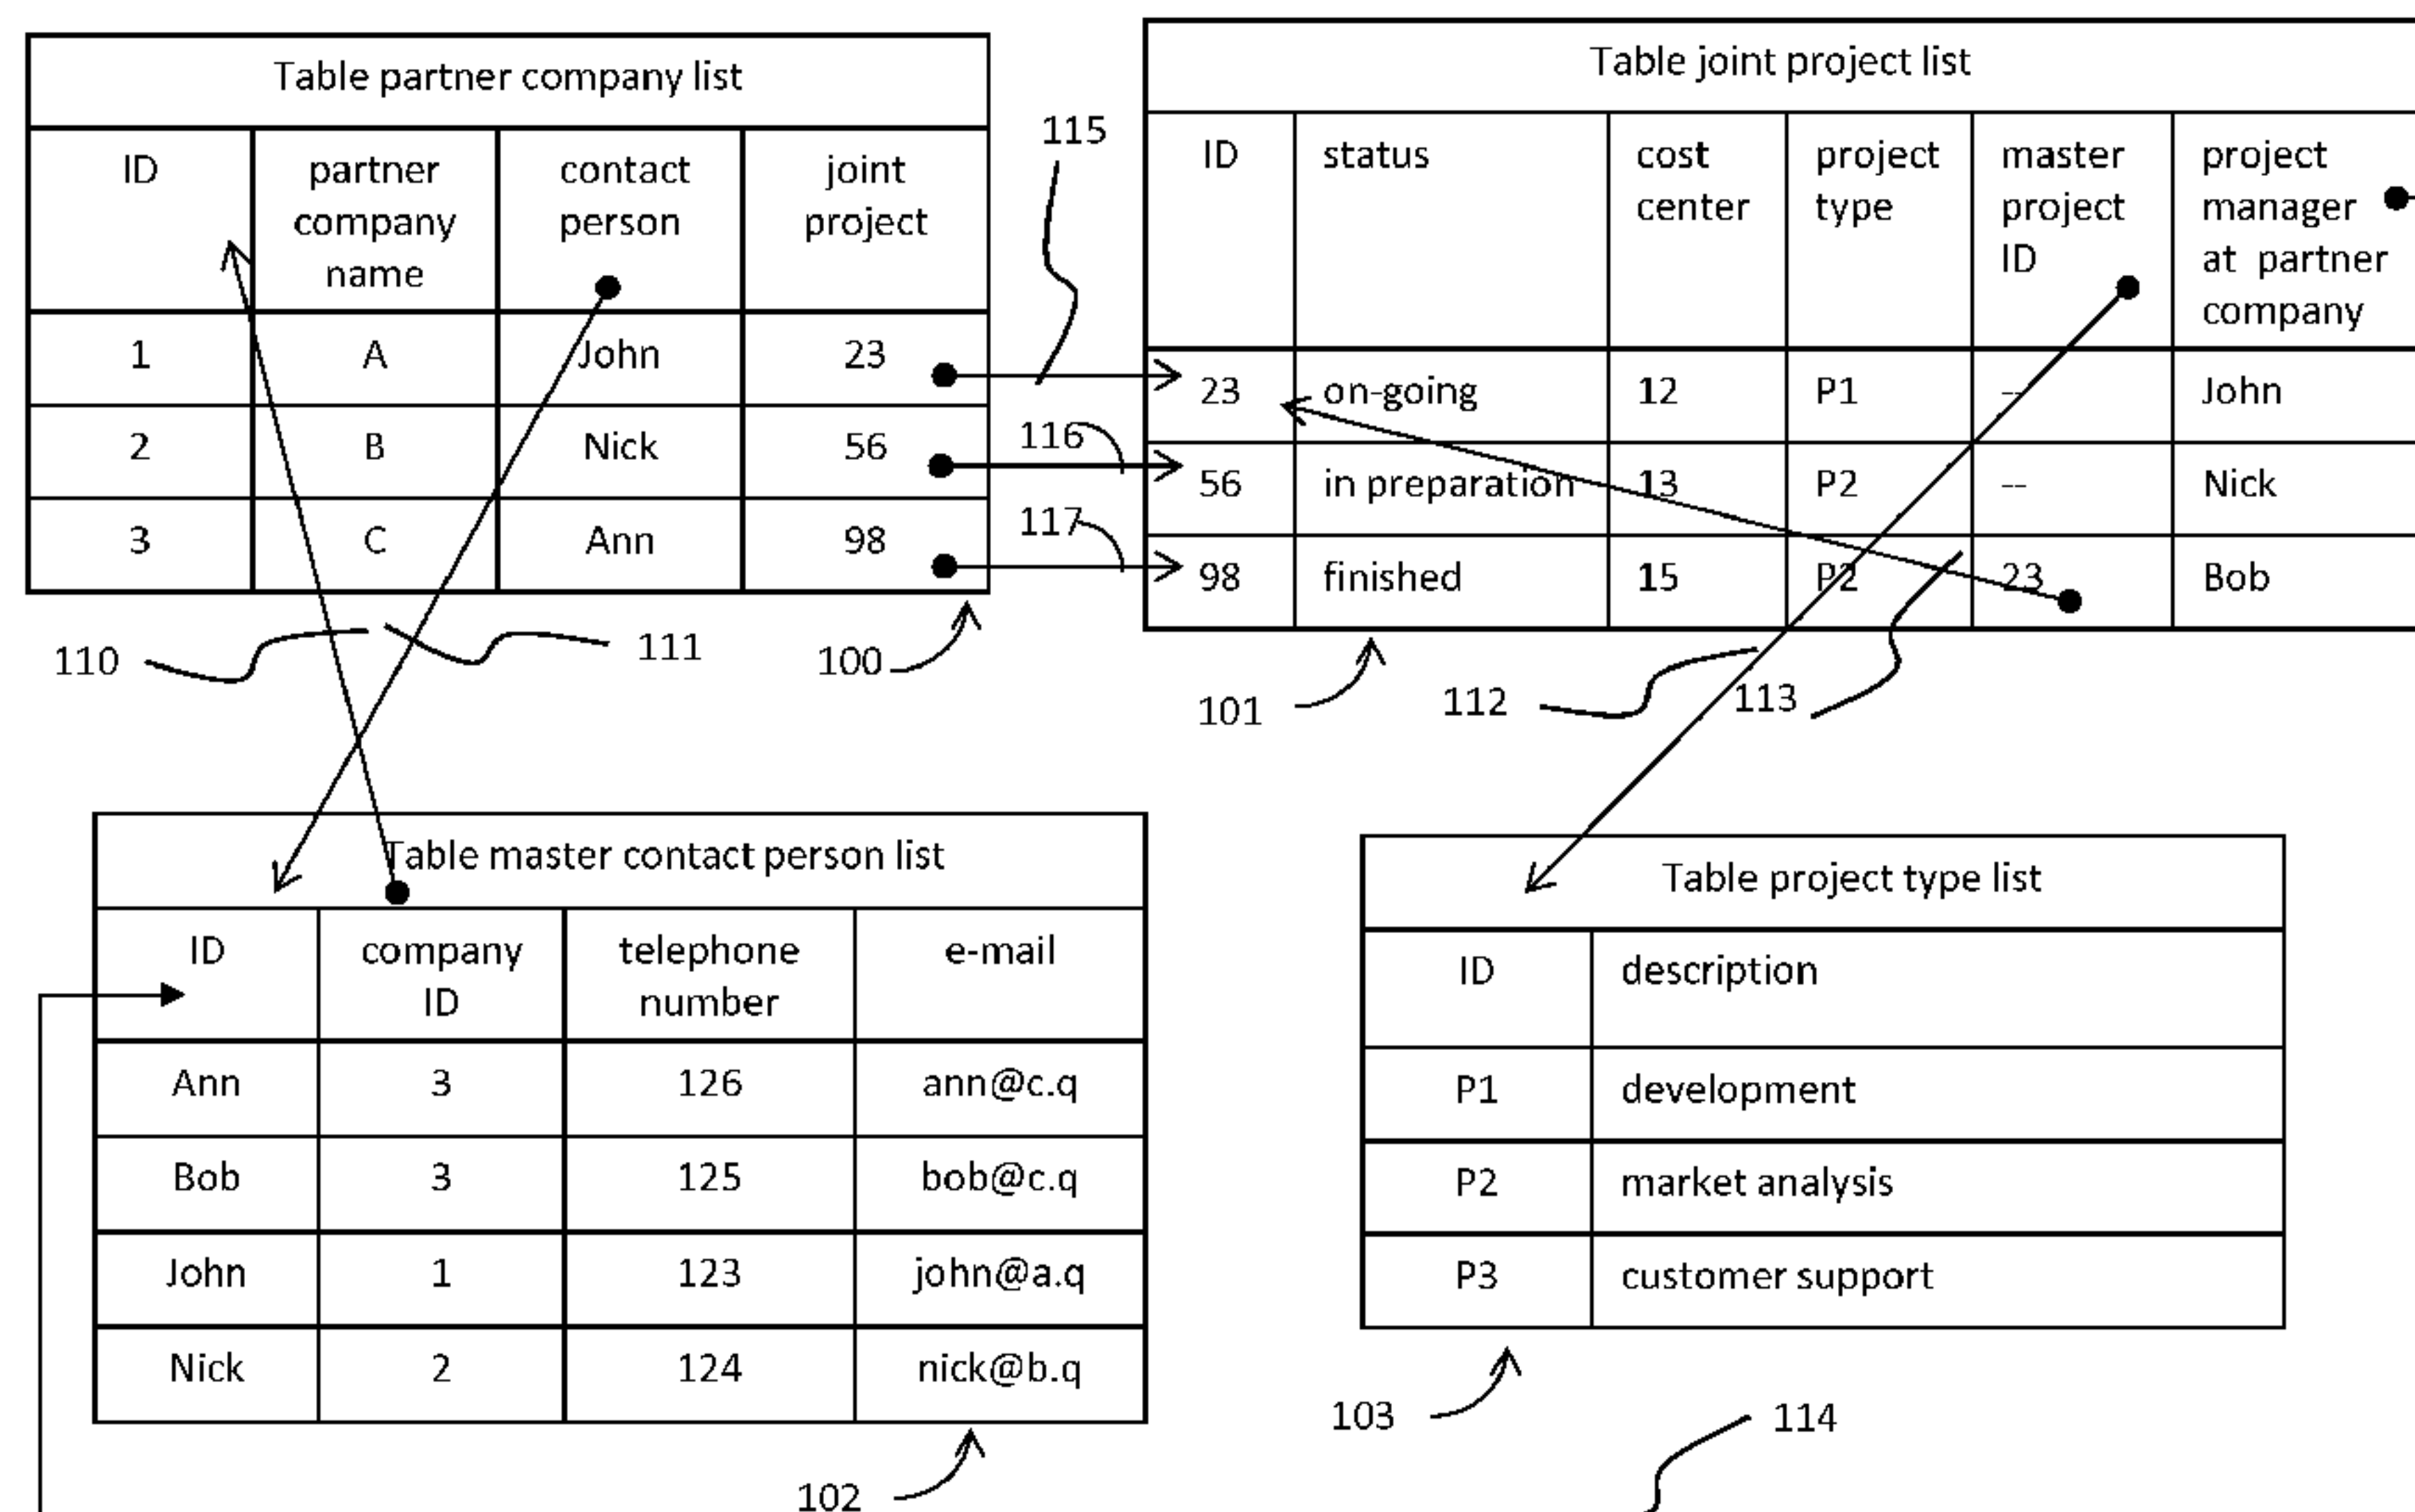 Table partner company list
ID partner company name contact person joint project
1 A John 23
2 B Nick 56
3 C Ann 98
115
116
117
110
111
100
Table joint project list
ID status cost center project type master project ID project manager at partner company
23 on-going 12 P1 -- John
56 in preparation 13 P2 -- Nick
98 finished 15 P2 23 Bob
101
112
113
Table master contact person list
ID company ID telephone number e-mail
Ann 3 126 ann@c.q
Bob 3 125 bob@c.q
John 1 123 john@a.q
Nick 2 124 nick@b.q
102
Table project type list
ID description
P1 development
P2 market analysis
P3 customer support
103
114